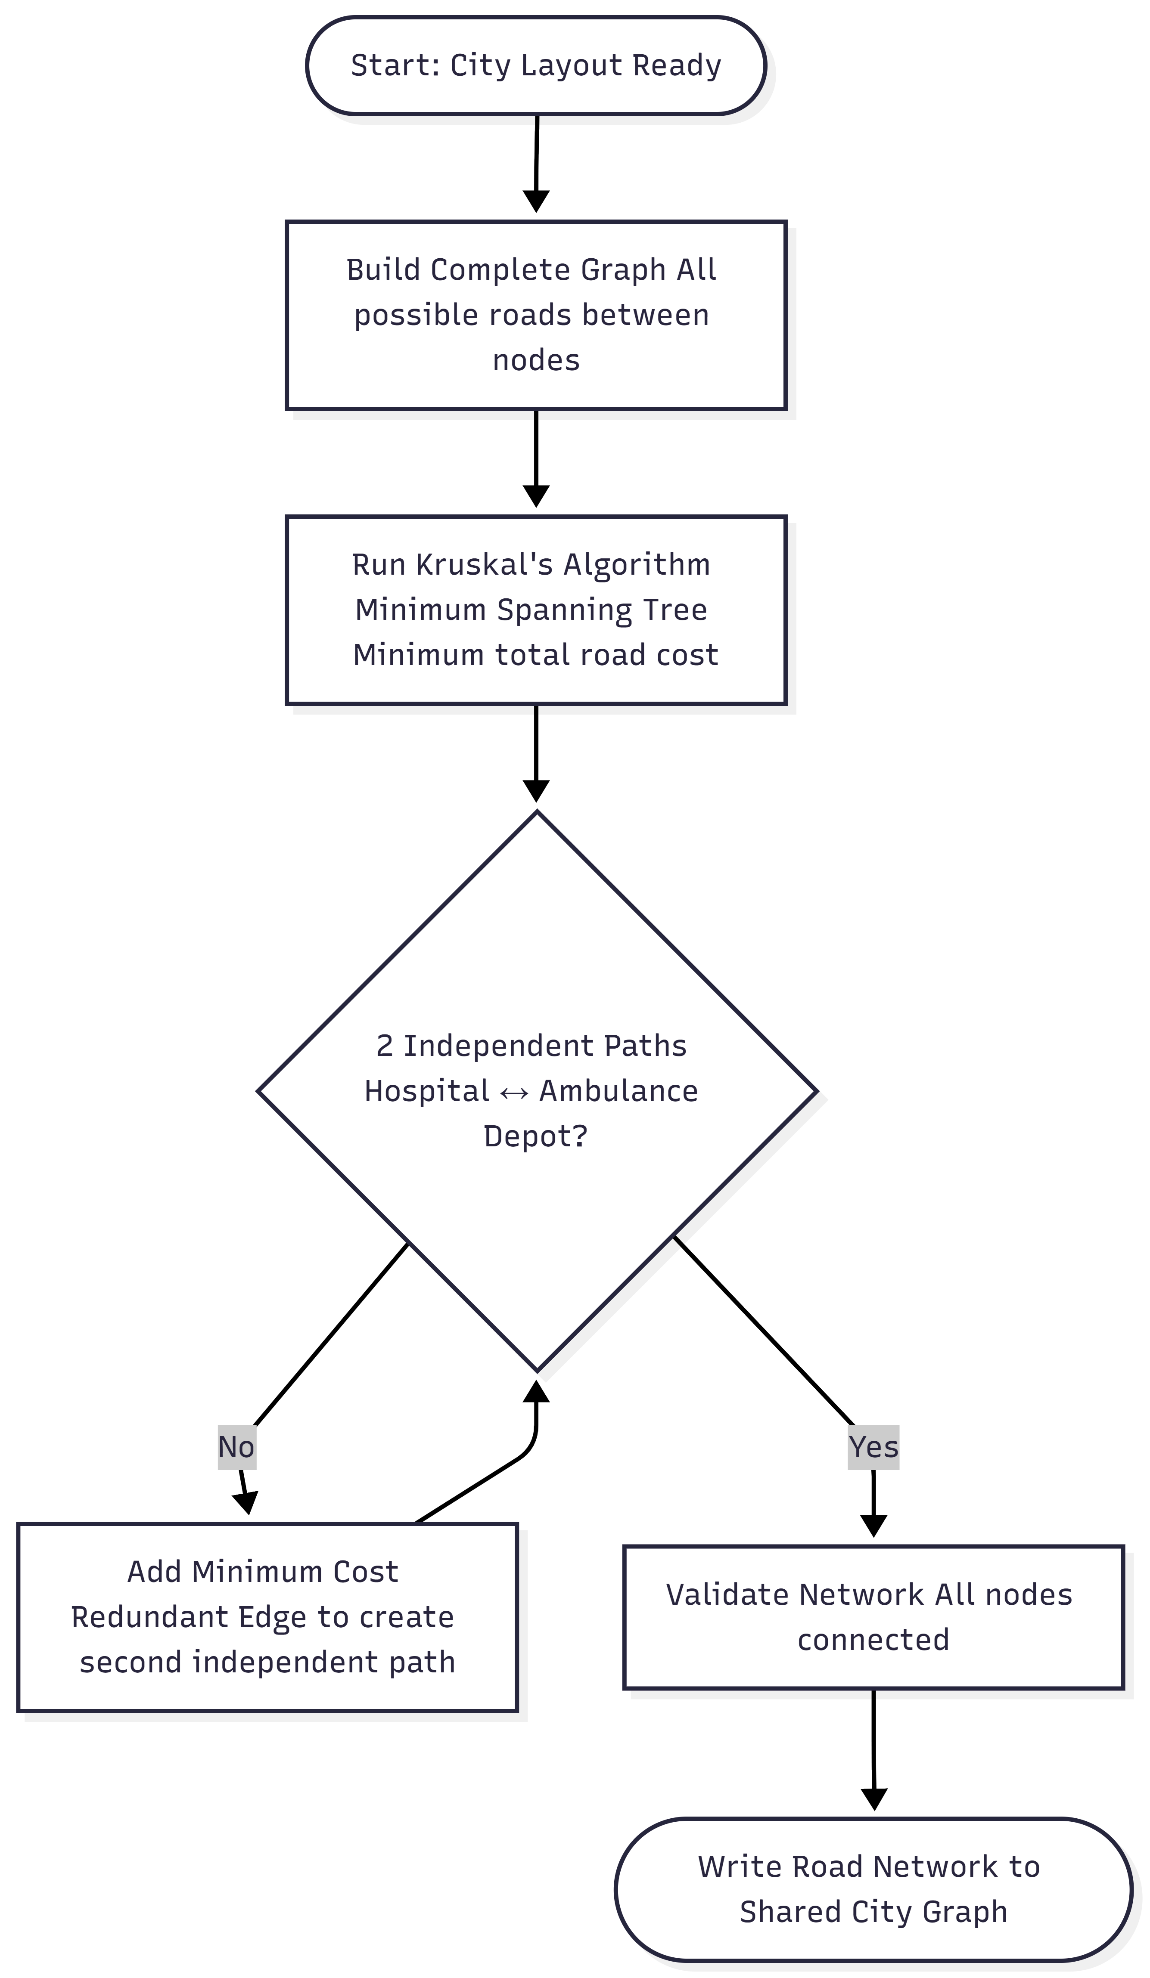 Start: City Layout Ready
Build Complete Graph All
possible roads between
nodes
Run Kruskal's Algorithm
Minimum Spanning Tree
Minimum total road cost
2 Independent Paths
Hospital ↔ Ambulance
Depot?
No
Yes
Add Minimum Cost
Redundant Edge to create
second independent path
Validate Network All nodes
connected
Write Road Network to
Shared City Graph